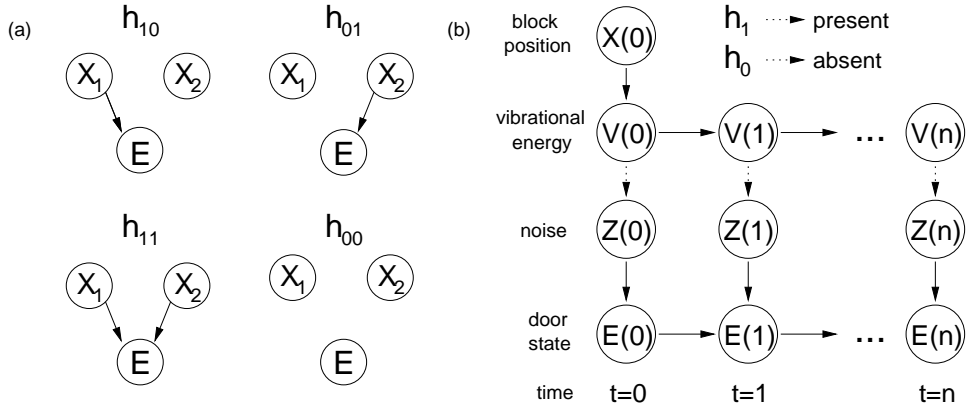 (a)
h10
h01
X1 X2
X1 X2
E
E
h11
h00
X1 X2
X1 X2
E
E
(b)
block
position
X(0)
h1 present
h0 absent
vibrational
energy
V(0) V(1) ... V(n)
noise
Z(0) Z(1) Z(n)
door
state
E(0) E(1) ... E(n)
time t=0 t=1 t=n